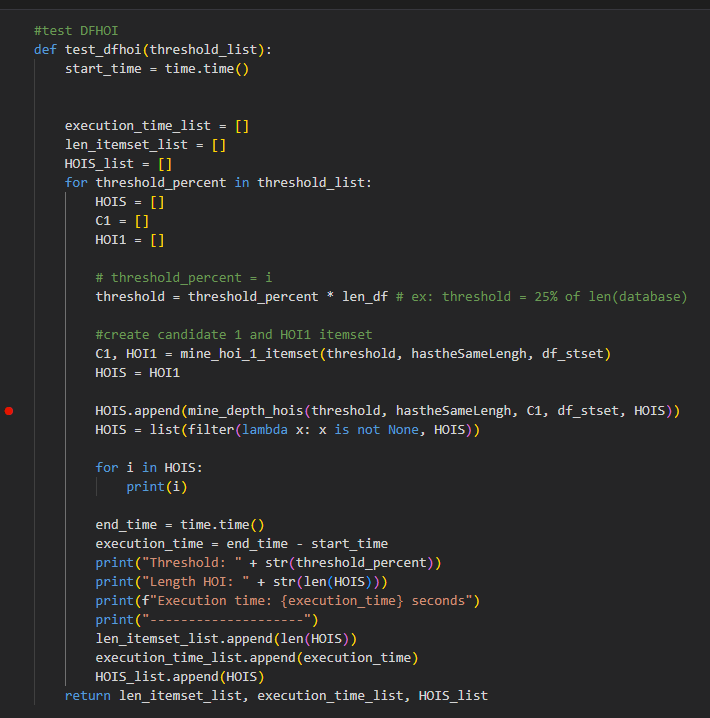 #test DFHOI
def test_dfhoi(threshold_list):
    start_time = time.time()
    execution_time_list = []
    len_itemset_list = []
    HOIS_list = []
    for threshold_percent in threshold_list:
        HOIS = []
        C1 = []
        HOI1 = []
        # threshold_percent = i
        threshold = threshold_percent * len_df # ex: threshold = 25% of len(database)
        #create candidate 1 and HOI1 itemset
        C1, HOI1 = mine_hoi_1_itemset(threshold, hastheSameLengh, df_stset)
        HOIS = HOI1
        HOIS.append(mine_depth_hois(threshold, hastheSameLengh, C1, df_stset, HOIS))
        HOIS = list(filter(lambda x: x is not None, HOIS))
        for i in HOIS:
            print(i)
        end_time = time.time()
        execution_time = end_time - start_time
        print("Threshold: " + str(threshold_percent))
        print("Length HOI: " + str(len(HOIS)))
        print(f"Execution time: {execution_time} seconds")
        print("--------------------")
        len_itemset_list.append(len(HOIS))
        execution_time_list.append(execution_time)
        HOIS_list.append(HOIS)
    return len_itemset_list, execution_time_list, HOIS_list